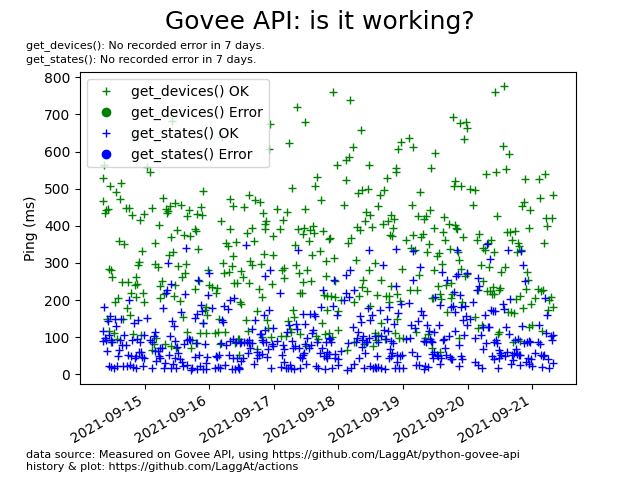 Govee API: is it working?
get_devices(): No recorded error in 7 days.
get_states(): No recorded error in 7 days.
800
700
600
500
400
300
200
100
0
Ping (ms)
get_devices() OK
get_devices() Error
get_states() OK
get_states() Error
2021-09-15
2021-09-16
2021-09-17
2021-09-18
2021-09-19
2021-09-20
2021-09-21
data source: Measured on Govee API, using https://github.com/LaggAt/python-govee-api
history & plot: https://github.com/LaggAt/actions